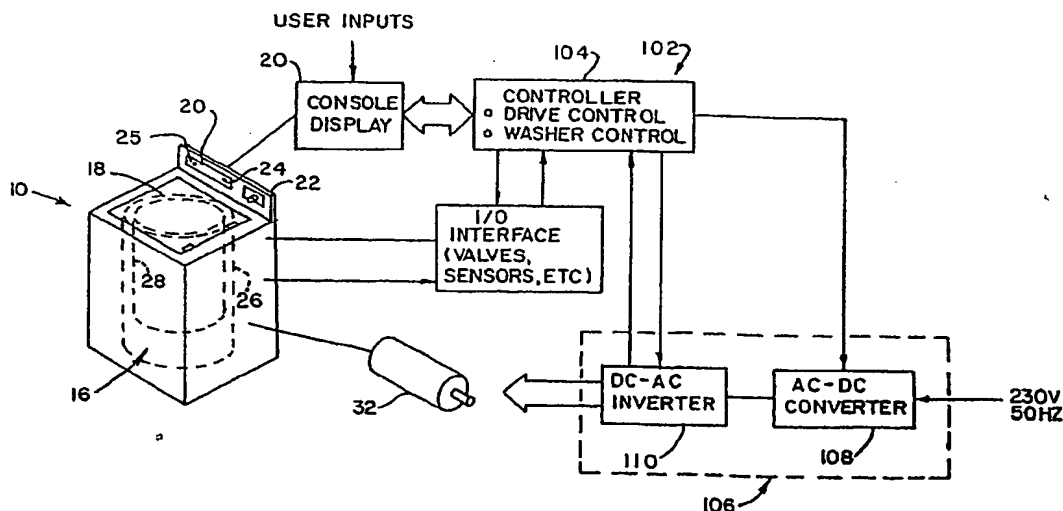 USER INPUTS
20
CONSOLE
DISPLAY
104
102
CONTROLLER
DRIVE CONTROL
WASHER CONTROL
20
25
24
22
18
10
I/O
INTERFACE
(VALVES,
SENSORS, ETC)
28
26
16
32
DC-AC
INVERTER
AC-DC
CONVERTER
230V
50HZ
110
108
106